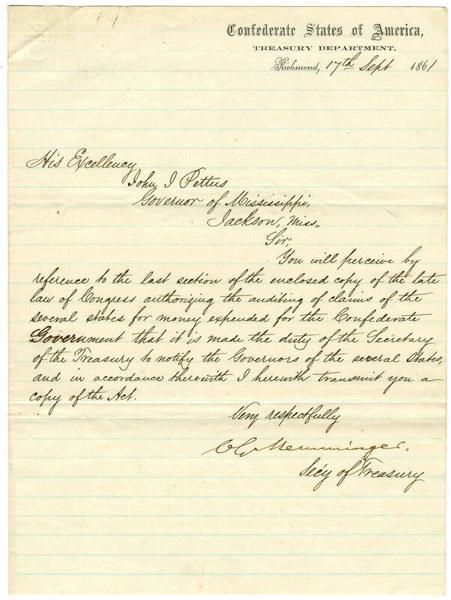 Confederate States of America,
TREASURY DEPARTMENT,
Richmond, 17th Sept 1861
His Excellency
John J Pettus
Governor of Mississippi,
Jackson, Miss.
Sir,
You will perceive by
reference to the last section of the enclosed copy of the late
law of Congress authorizing the auditing of claims of the
several states for money expended for the Confederate
Government that it is made the duty of the Secretary
of the Treasury to notify the Governors of the several States,
and in accordance therewith I herewith transmit you a
copy of the Act.
Very respectfully
C G Memminger.
Sec'y of Treasury